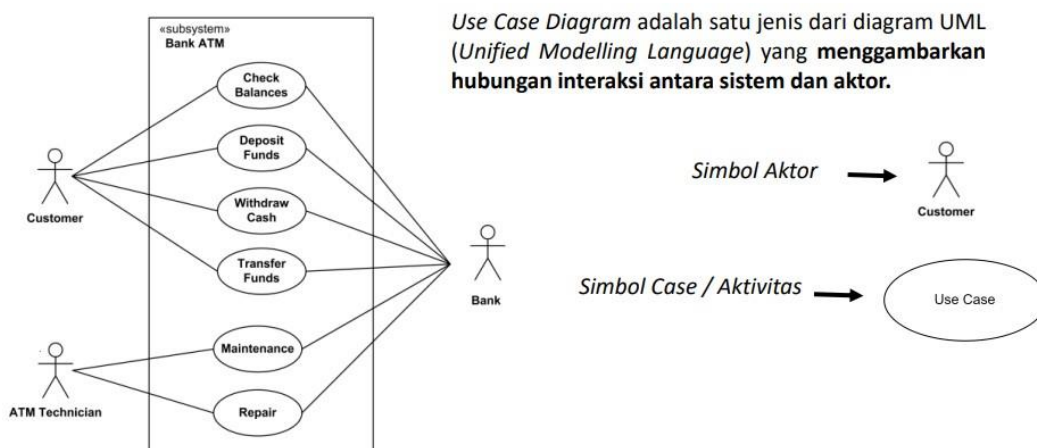 «subsystem»
Bank ATM
Check
Balances
Deposit
Funds
Withdraw
Cash
Transfer
Funds
Maintenance
Repair
Customer
ATM Technician
Bank
Use Case Diagram adalah satu jenis dari diagram UML
(Unified Modelling Language) yang menggambarkan
hubungan interaksi antara sistem dan aktor.
Simbol Aktor
Customer
Simbol Case / Aktivitas
Use Case